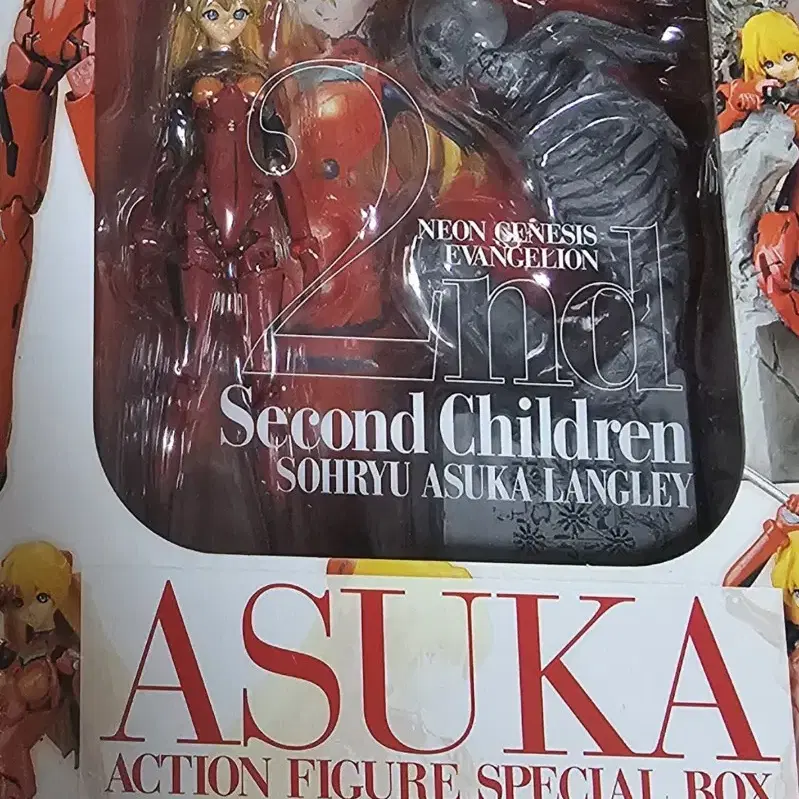 2nd
NEON GENESIS
EVANGELION
Second Children
SOHRYU ASUKA LANGLEY
ASUKA
ACTION FIGURE SPECIAL BOX